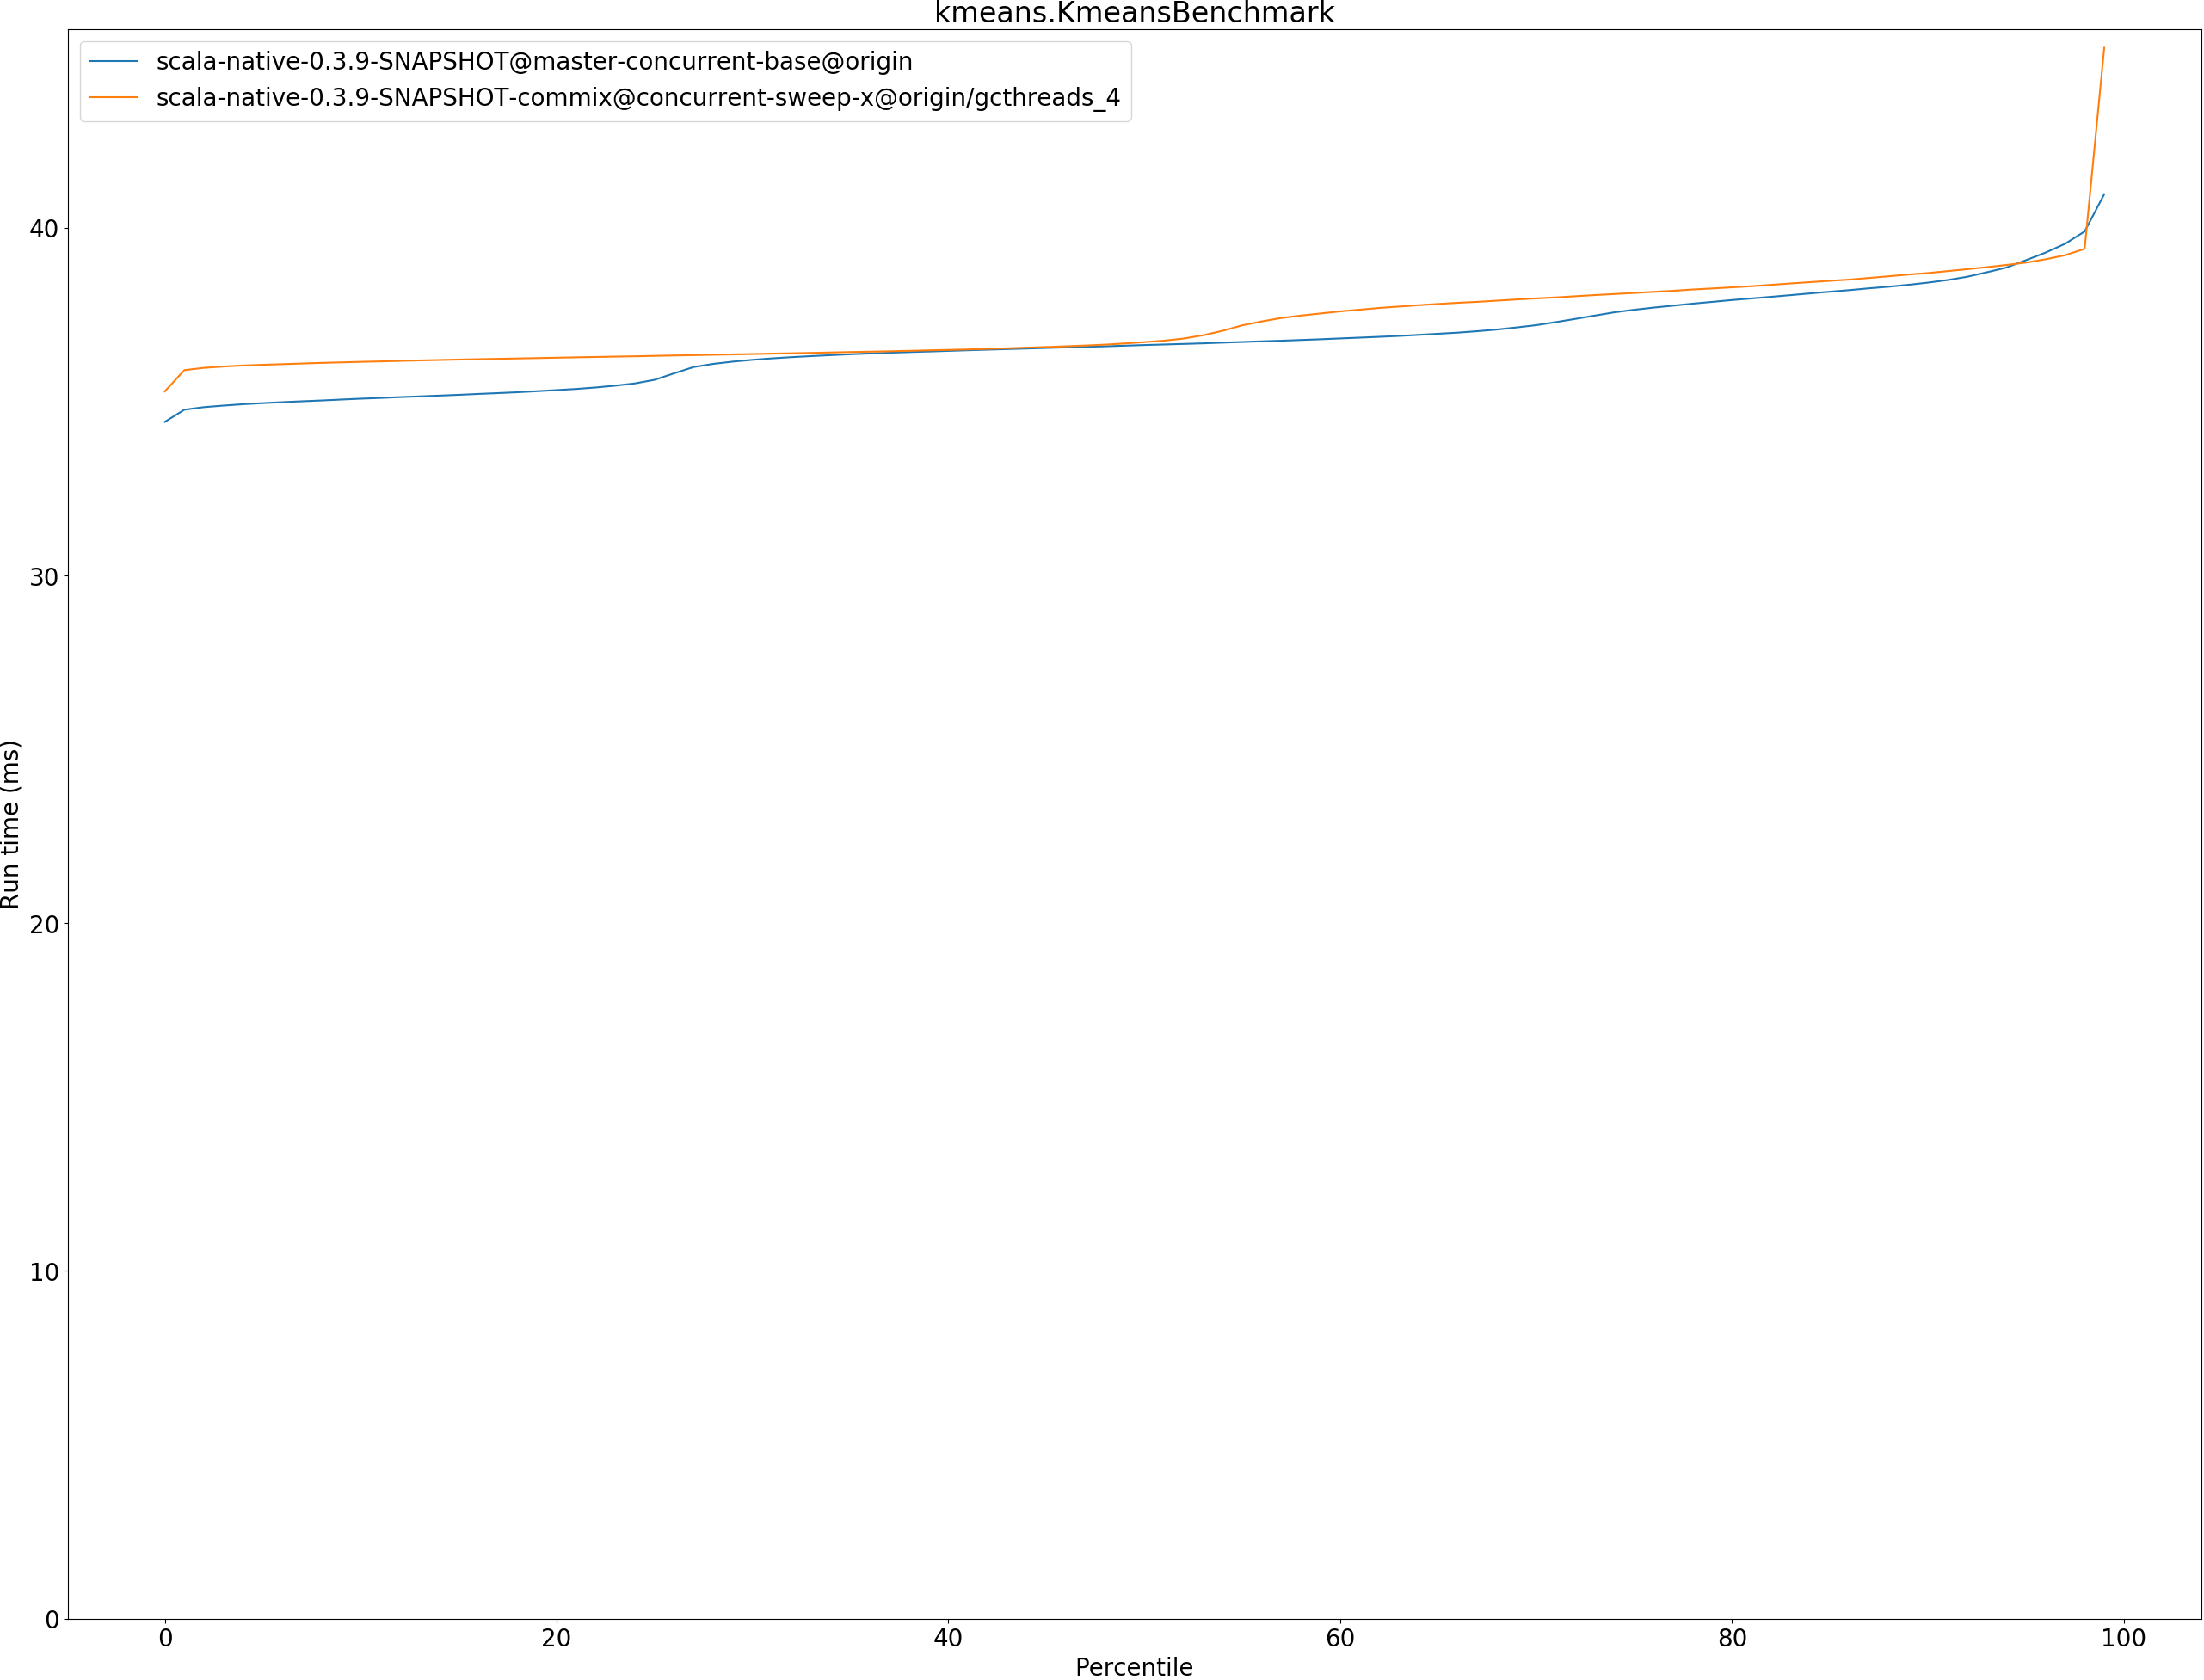 kmeans.KmeansBenchmark
scala-native-0.3.9-SNAPSHOT@master-concurrent-base@origin
scala-native-0.3.9-SNAPSHOT-commix@concurrent-sweep-x@origin/gcthreads_4
40
30
20
10
0
Run time (ms)
0 20 40 60 80 100
Percentile